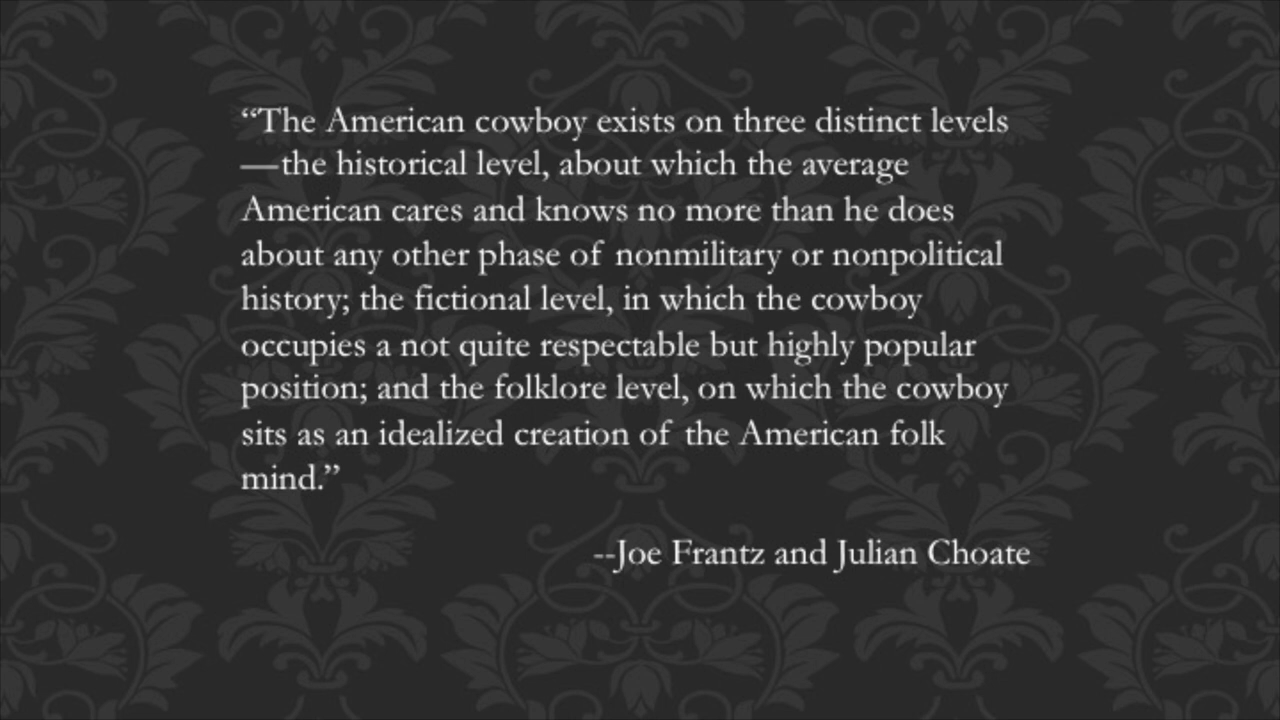 “The American cowboy exists on three distinct levels
—the historical level, about which the average
American cares and knows no more than he does
about any other phase of nonmilitary or nonpolitical
history; the fictional level, in which the cowboy
occupies a not quite respectable but highly popular
position; and the folklore level, on which the cowboy
sits as an idealized creation of the American folk
mind.”
--Joe Frantz and Julian Choate